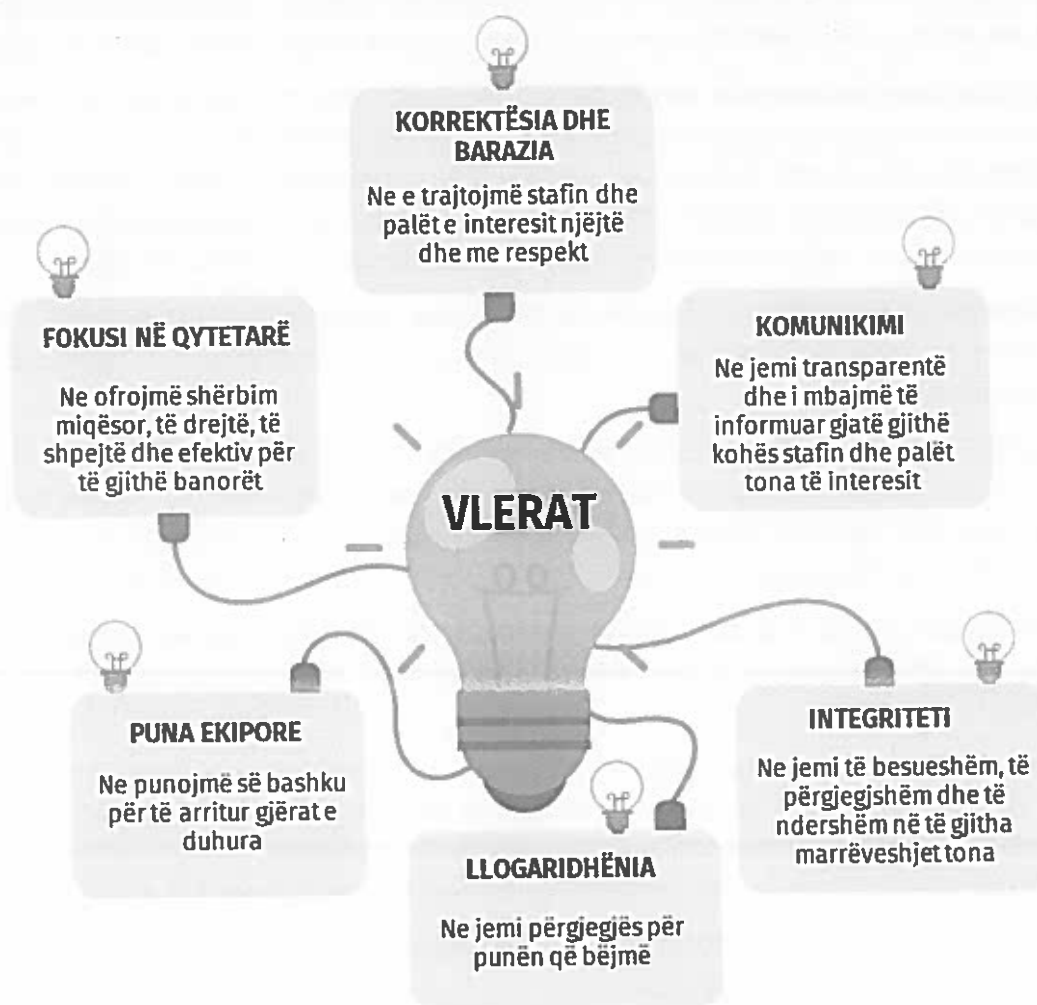 KORREKTËSIA DHE
BARAZIA
Ne e trajtojmë stafin dhe
palët e interesit njëjtë
dhe me respekt
FOKUSI NË QYTETARË
Ne ofrojmë shërbim
miqësor, të drejtë, të
shpejtë dhe efektiv për
të gjithë banorët
KOMUNIKIMI
Ne jemi transparentë
dhe i mbajmë të
informuar gjatë gjithë
kohës stafin dhe palët
tona të interesit
VLERAT
PUNA EKIPORE
Ne punojmë së bashku
për të arritur gjërat e
duhura
INTEGRITETI
Ne jemi të besueshëm, të
përgjegjshëm dhe të
ndershëm në të gjitha
marrëveshjet tona
LLOGARIDHËNIA
Ne jemi përgjegjës për
punën që bëjmë